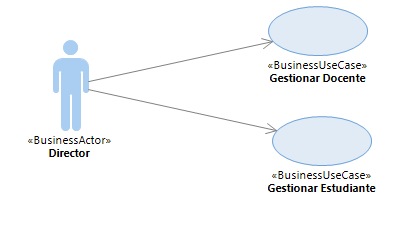 «BusinessUseCase»
Gestionar Docente
«BusinessActor»
Director
«BusinessUseCase»
Gestionar Estudiante